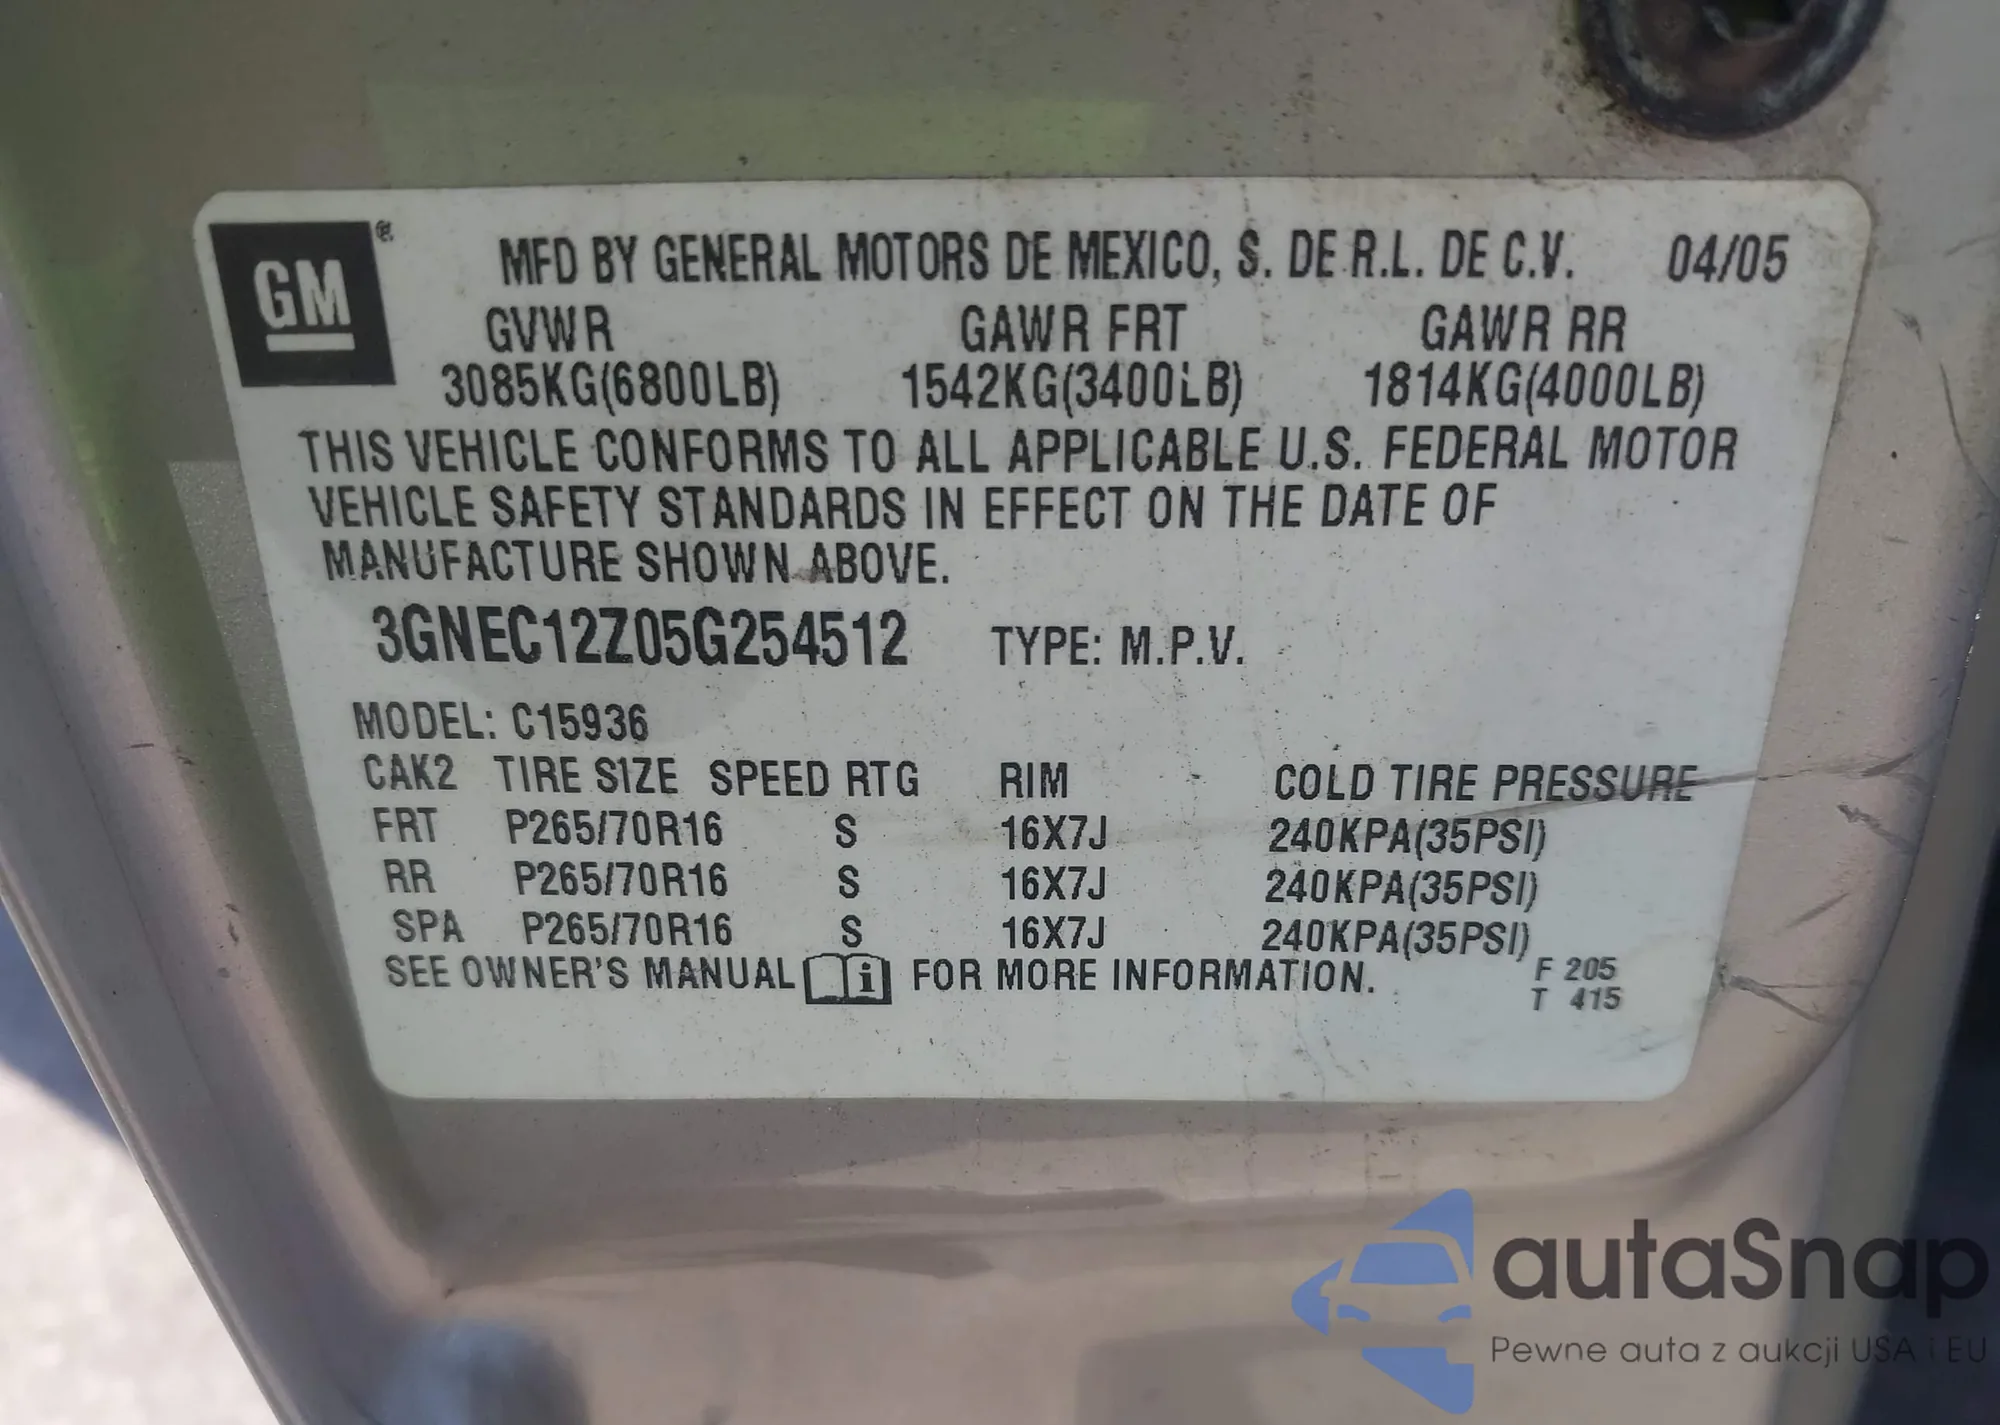 GM ®
MFD BY GENERAL MOTORS DE MEXICO, S. DE R.L. DE C.V. 04/05
GVWR GAWR FRT GAWR RR
3085KG(6800LB) 1542KG(3400LB) 1814KG(4000LB)
THIS VEHICLE CONFORMS TO ALL APPLICABLE U.S. FEDERAL MOTOR
VEHICLE SAFETY STANDARDS IN EFFECT ON THE DATE OF
MANUFACTURE SHOWN ABOVE.
3GNEC12Z05G254512 TYPE: M.P.V.
MODEL: C15936
CAK2 TIRE SIZE SPEED RTG RIM COLD TIRE PRESSURE
FRT P265/70R16 S 16X7J 240KPA(35PSI)
RR P265/70R16 S 16X7J 240KPA(35PSI)
SPA P265/70R16 S 16X7J 240KPA(35PSI)
SEE OWNER'S MANUAL i FOR MORE INFORMATION.
F 205
T 415
autaSnap
Pewne auta z aukcji USA i EU